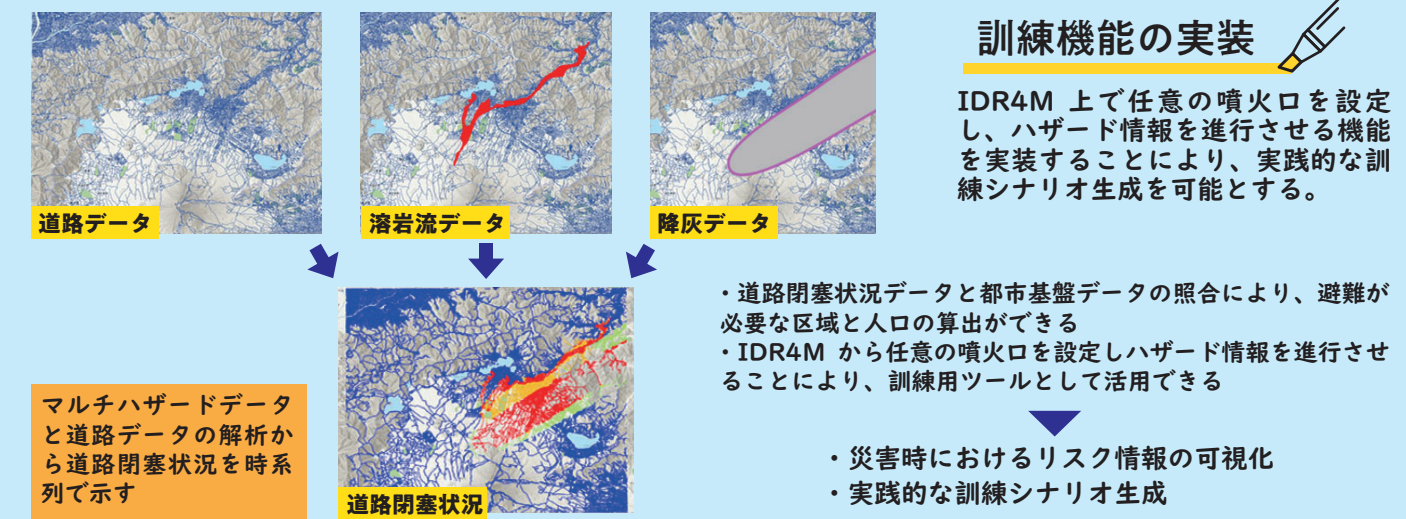 訓練機能の実装
IDR4M 上で任意の噴火口を設定
し、ハザード情報を進行させる機能
を実装することにより、実践的な訓
練シナリオ生成を可能とする。
道路データ
溶岩流データ
降灰データ
・道路閉塞状況データと都市基盤データの照合により、避難が
必要な区域と人口の算出ができる
・IDR4M から任意の噴火口を設定しハザード情報を進行させ
ることにより、訓練用ツールとして活用できる
マルチハザードデータ
と道路データの解析か
ら道路閉塞状況を時系
列で示す
道路閉塞状況
・災害時におけるリスク情報の可視化
・実践的な訓練シナリオ生成